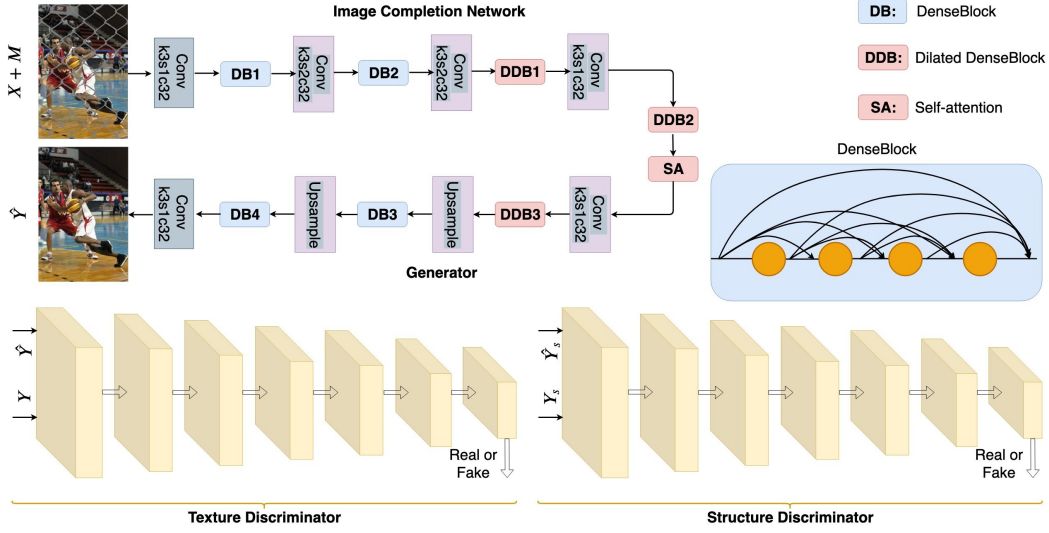 Image Completion Network
X + M
Conv
k3s1c32
DB1
Conv
k3s2c32
DB2
Conv
k3s2c32
DDB1
Conv
k3s1c32
DDB2
SA
Conv
k3s1c32
DDB3
Upsample
DB3
Upsample
DB4
Conv
k3s1c32
Ŷ
Generator
DB: DenseBlock
DDB: Dilated DenseBlock
SA: Self-attention
DenseBlock
Ŷ
Y
Real or
Fake
Texture Discriminator
Ŷs
Ys
Real or
Fake
Structure Discriminator